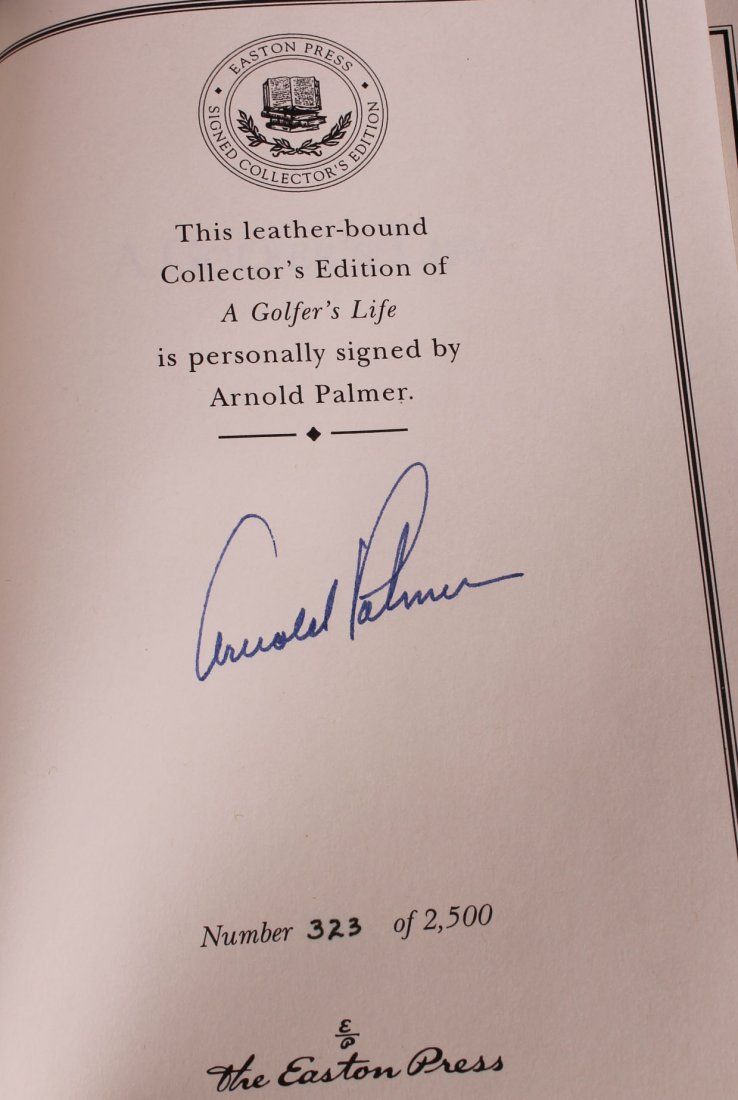 EASTON PRESS
SIGNED COLLECTOR'S EDITION
This leather-bound
Collector's Edition of
A Golfer's Life
is personally signed by
Arnold Palmer.
Arnold Palmer
Number 323 of 2,500
E
P
The Easton Press